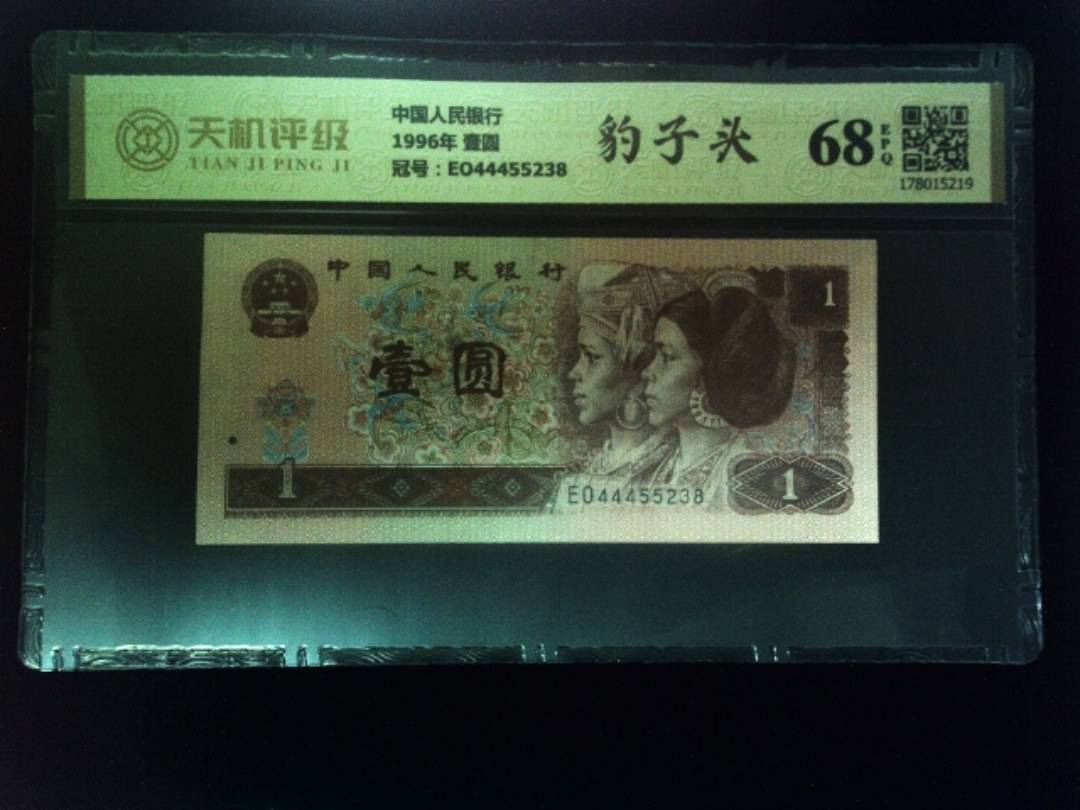 天机评级
TIAN JI PING JI
中国人民银行
1996年 壹圆
冠号：EO44455238
豹子头
68
EPQ
178015219
中国人民银行
1
壹圆
1
EO44455238
1